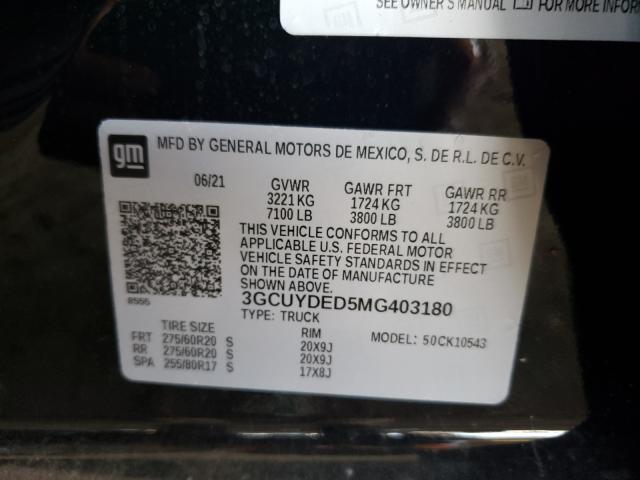 SEE OWNER'S MANUAL FOR MORE INFOR
gm
MFD BY GENERAL MOTORS DE MEXICO, S. DE R.L. DE C.V.
06/21 GVWR GAWR FRT GAWR RR
3221 KG 1724 KG 1724 KG
7100 LB 3800 LB 3800 LB
THIS VEHICLE CONFORMS TO ALL
APPLICABLE U.S. FEDERAL MOTOR
VEHICLE SAFETY STANDARDS IN EFFECT
ON THE DATE OF MANUFACTURE
SHOWN ABOVE.
8555 3GCUYDED5MG403180
TYPE: TRUCK
TIRE SIZE RIM MODEL: 50CK10543
FRT 275/60R20 S 20X9J
RR 275/60R20 S 20X9J
SPA 255/80R17 S 17X8J